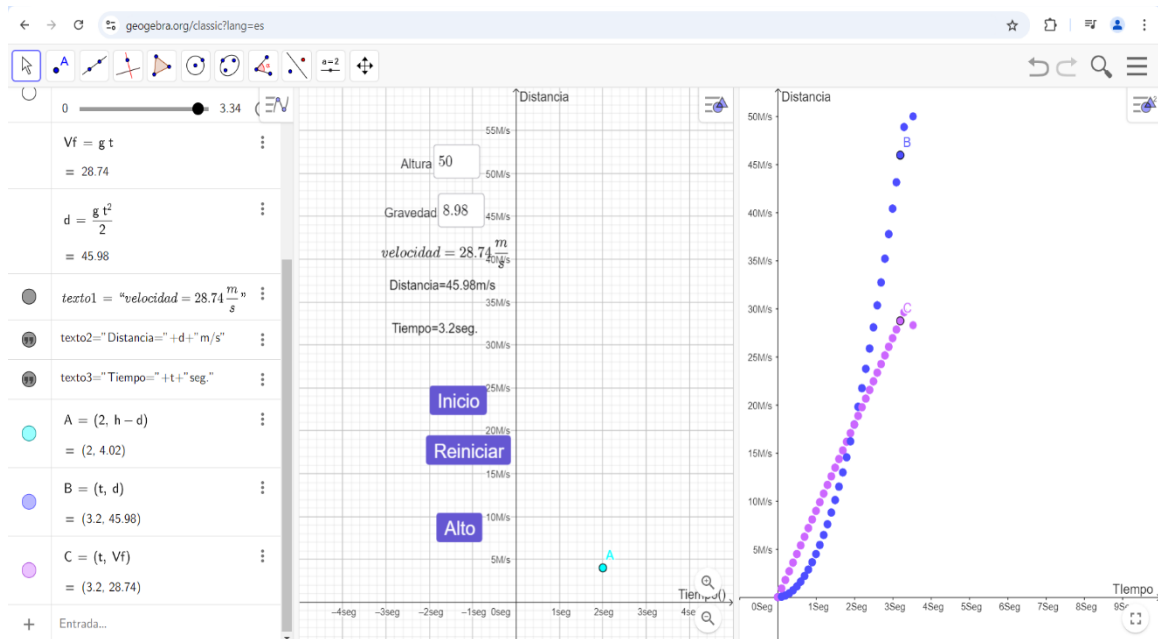 geogebra.org/classic?lang=es
A
a=2
0 3.34
Vf = g t
= 28.74
d = g t² / 2
= 45.98
texto1 = “velocidad = 28.74 m/s”
texto2="Distancia="+d+"m/s"
texto3="Tiempo="+t+"seg."
A = (2, h − d)
= (2, 4.02)
B = (t, d)
= (3.2, 45.98)
C = (t, Vf)
= (3.2, 28.74)
+ Entrada...
Distancia
55M/s
Altura 50
50M/s
Gravedad 8.98
45M/s
velocidad = 28.74 m/s
40M/s
Distancia=45.98m/s
35M/s
Tiempo=3.2seg.
30M/s
25M/s
Inicio
20M/s
Reiniciar
15M/s
10M/s
Alto
5M/s
A
Tiempo()
−4seg −3seg −2seg −1seg 0seg 1seg 2seg 3seg
Distancia
50M/s
B
45M/s
40M/s
35M/s
30M/s
C
25M/s
20M/s
15M/s
10M/s
5M/s
TIempo
0Seg 1Seg 2Seg 3Seg 4Seg 5Seg 6Seg 7Seg 8Seg